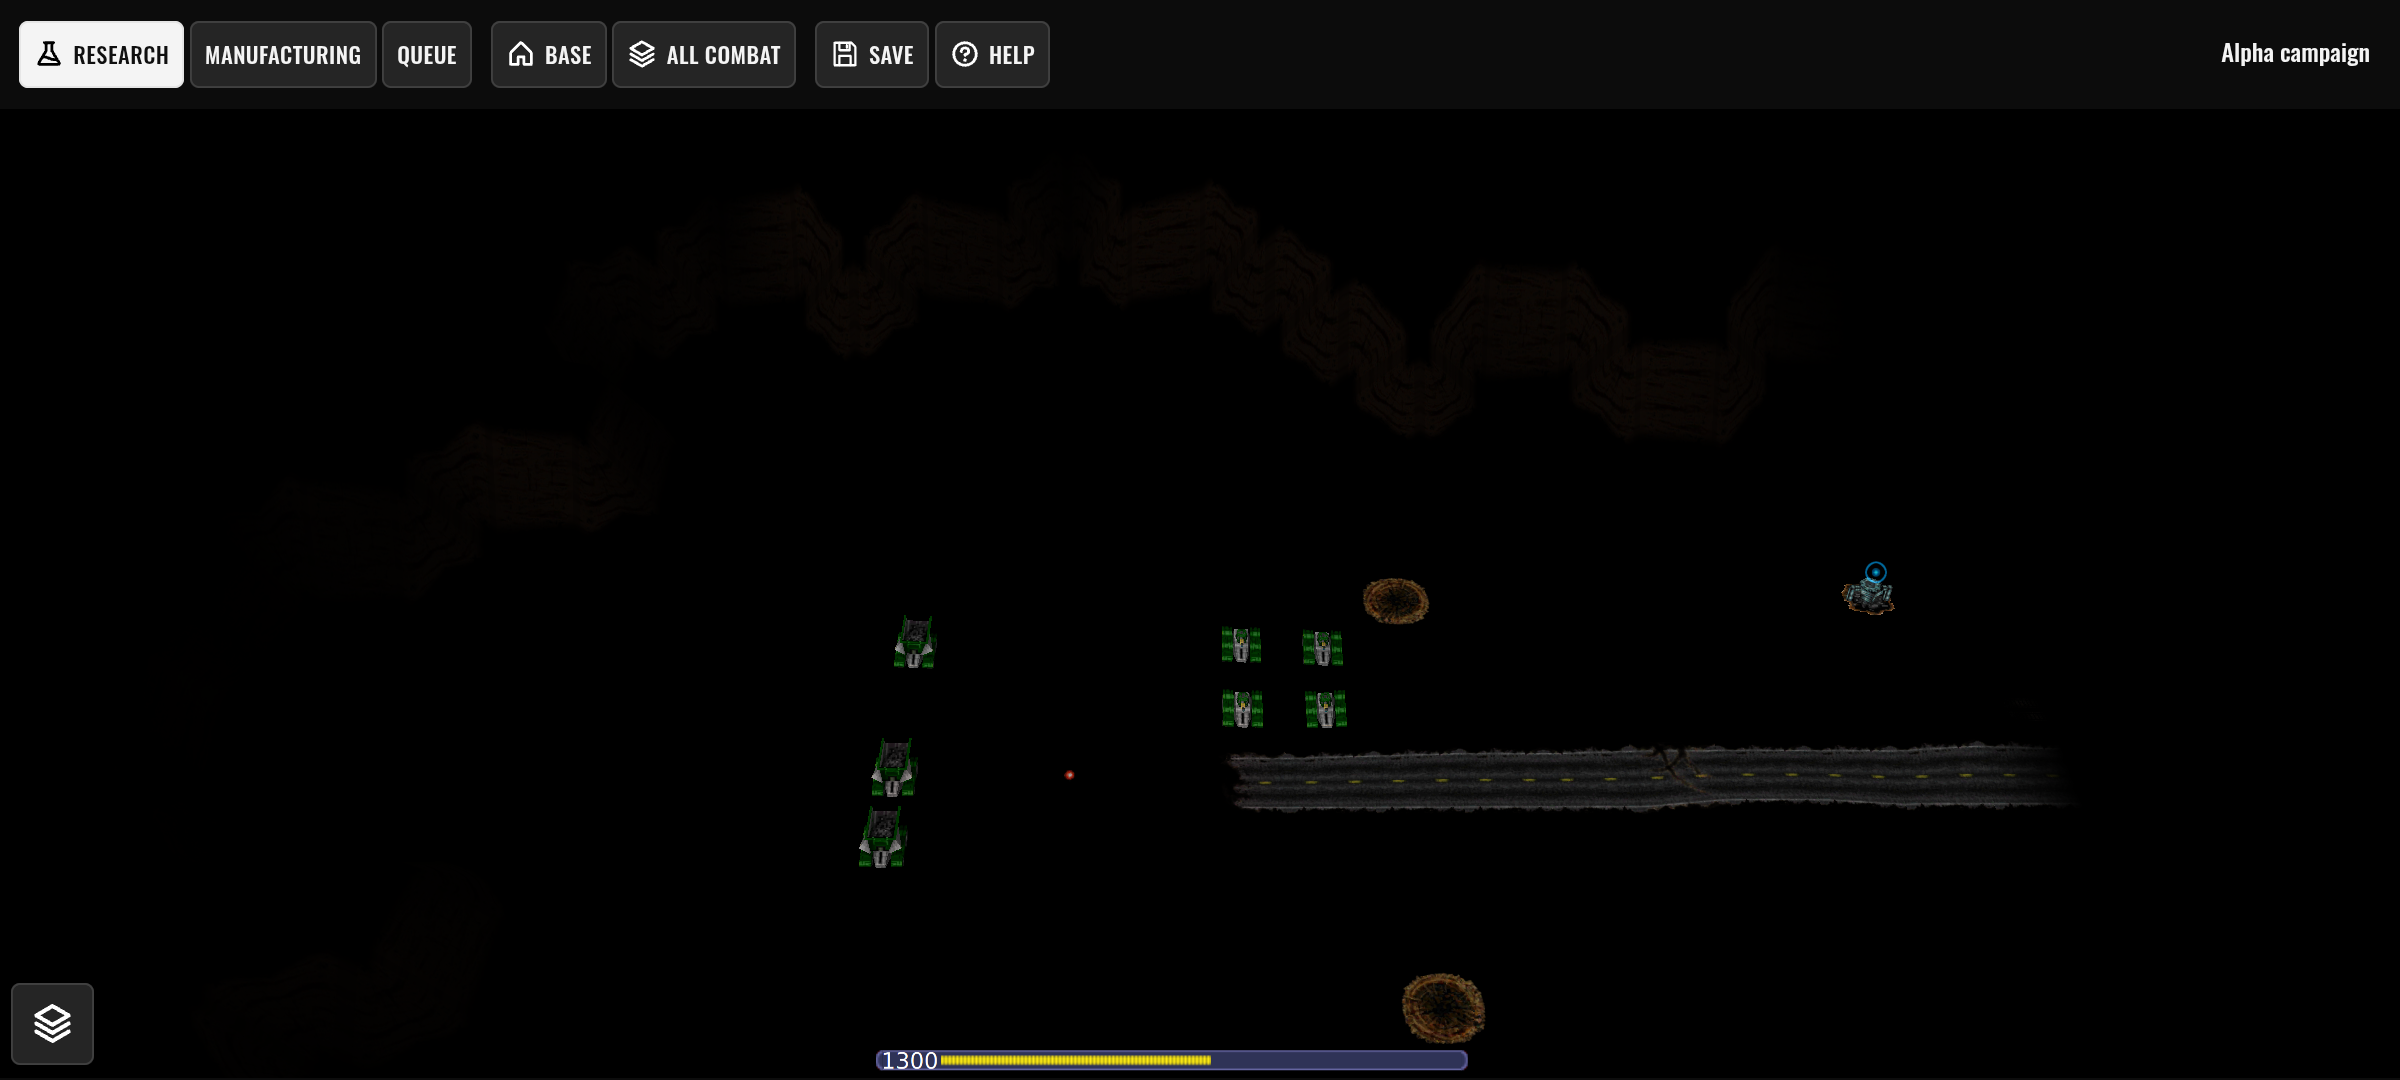 RESEARCH
MANUFACTURING
QUEUE
BASE
ALL COMBAT
SAVE
HELP
Alpha campaign
1300